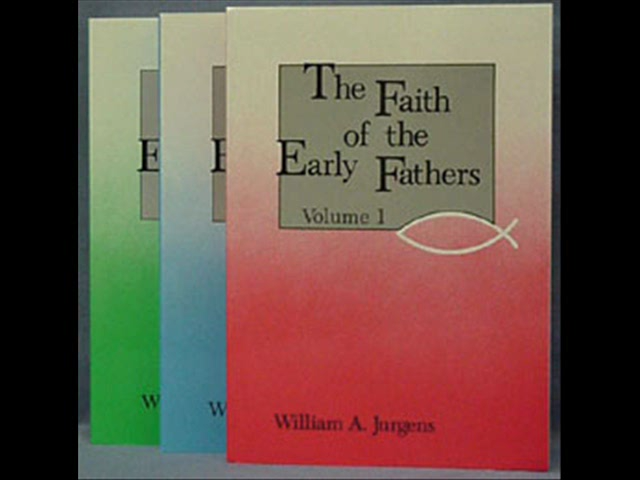 The Faith
of the
Early Fathers
Volume 1
William A. Jurgens
E
E
W
W